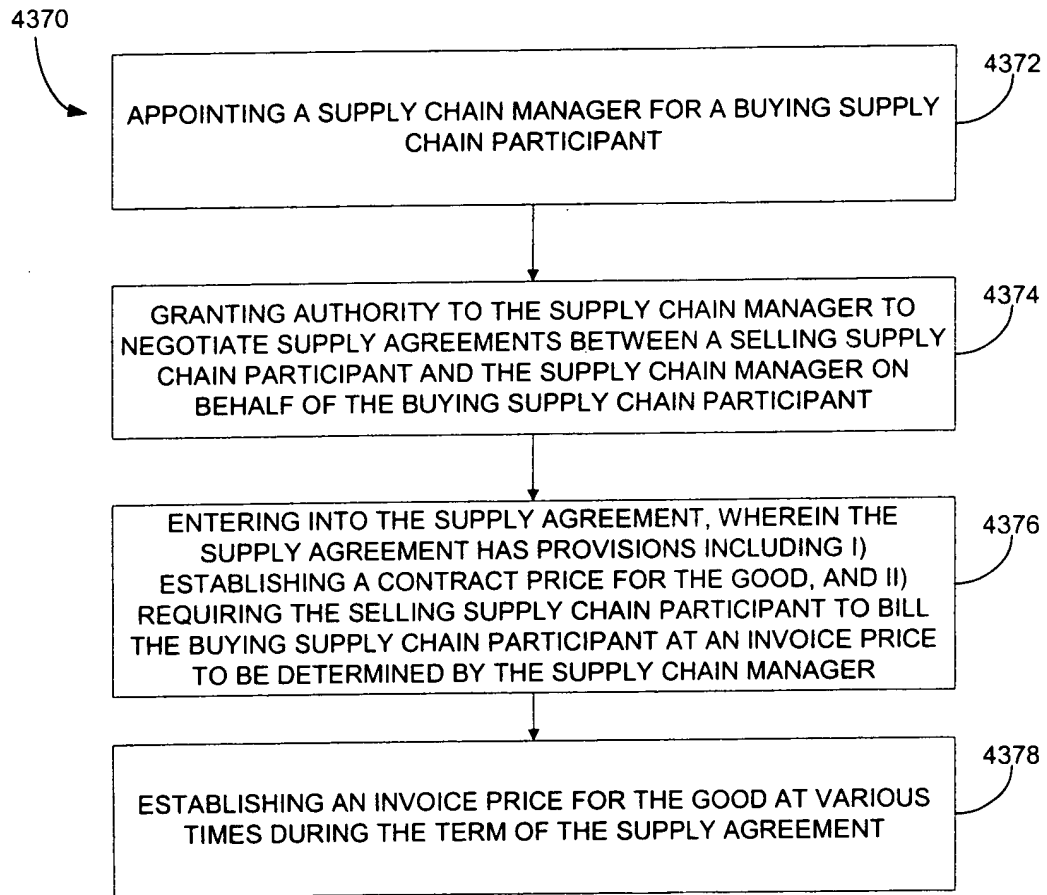 4370
4372
APPOINTING A SUPPLY CHAIN MANAGER FOR A BUYING SUPPLY
CHAIN PARTICIPANT
4374
GRANTING AUTHORITY TO THE SUPPLY CHAIN MANAGER TO
NEGOTIATE SUPPLY AGREEMENTS BETWEEN A SELLING SUPPLY
CHAIN PARTICIPANT AND THE SUPPLY CHAIN MANAGER ON
BEHALF OF THE BUYING SUPPLY CHAIN PARTICIPANT
4376
ENTERING INTO THE SUPPLY AGREEMENT, WHEREIN THE
SUPPLY AGREEMENT HAS PROVISIONS INCLUDING I)
ESTABLISHING A CONTRACT PRICE FOR THE GOOD, AND II)
REQUIRING THE SELLING SUPPLY CHAIN PARTICIPANT TO BILL
THE BUYING SUPPLY CHAIN PARTICIPANT AT AN INVOICE PRICE
TO BE DETERMINED BY THE SUPPLY CHAIN MANAGER
4378
ESTABLISHING AN INVOICE PRICE FOR THE GOOD AT VARIOUS
TIMES DURING THE TERM OF THE SUPPLY AGREEMENT